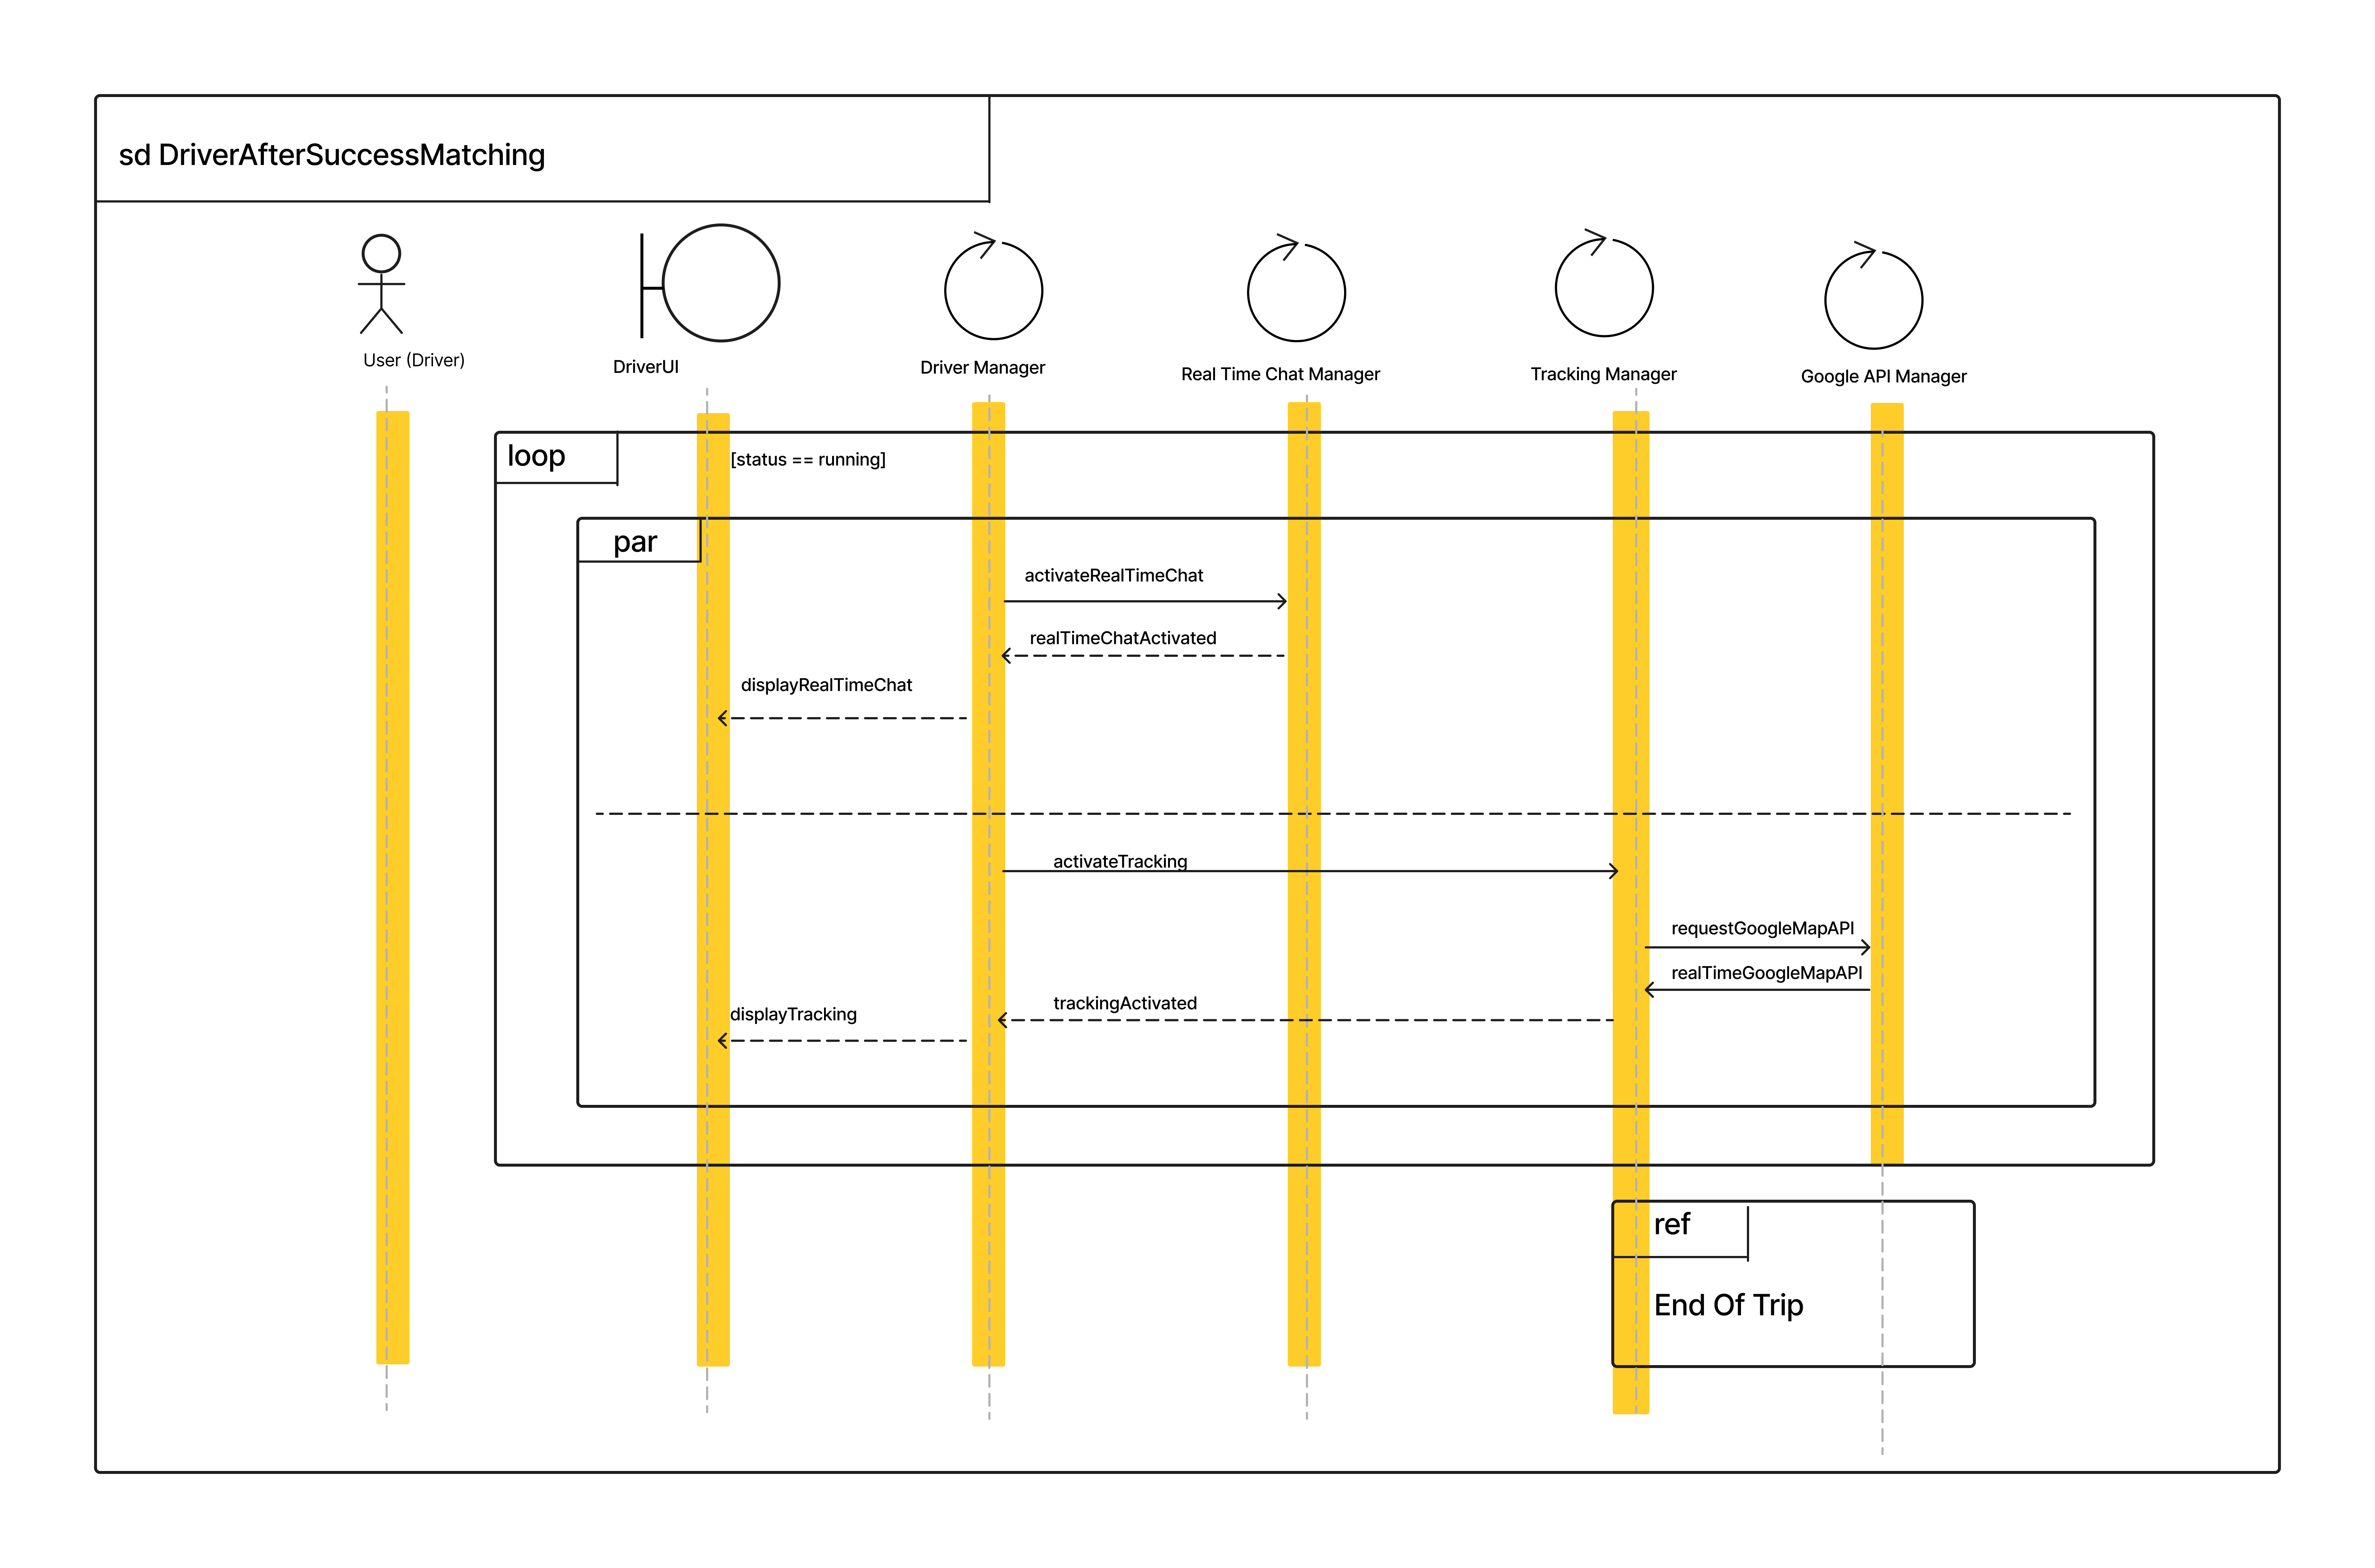 sd DriverAfterSuccessMatching
User (Driver)
DriverUI
Driver Manager
Real Time Chat Manager
Tracking Manager
Google API Manager
loop
[status == running]
par
activateRealTimeChat
realTimeChatActivated
displayRealTimeChat
activateTracking
requestGoogleMapAPI
realTimeGoogleMapAPI
trackingActivated
displayTracking
ref
End Of Trip